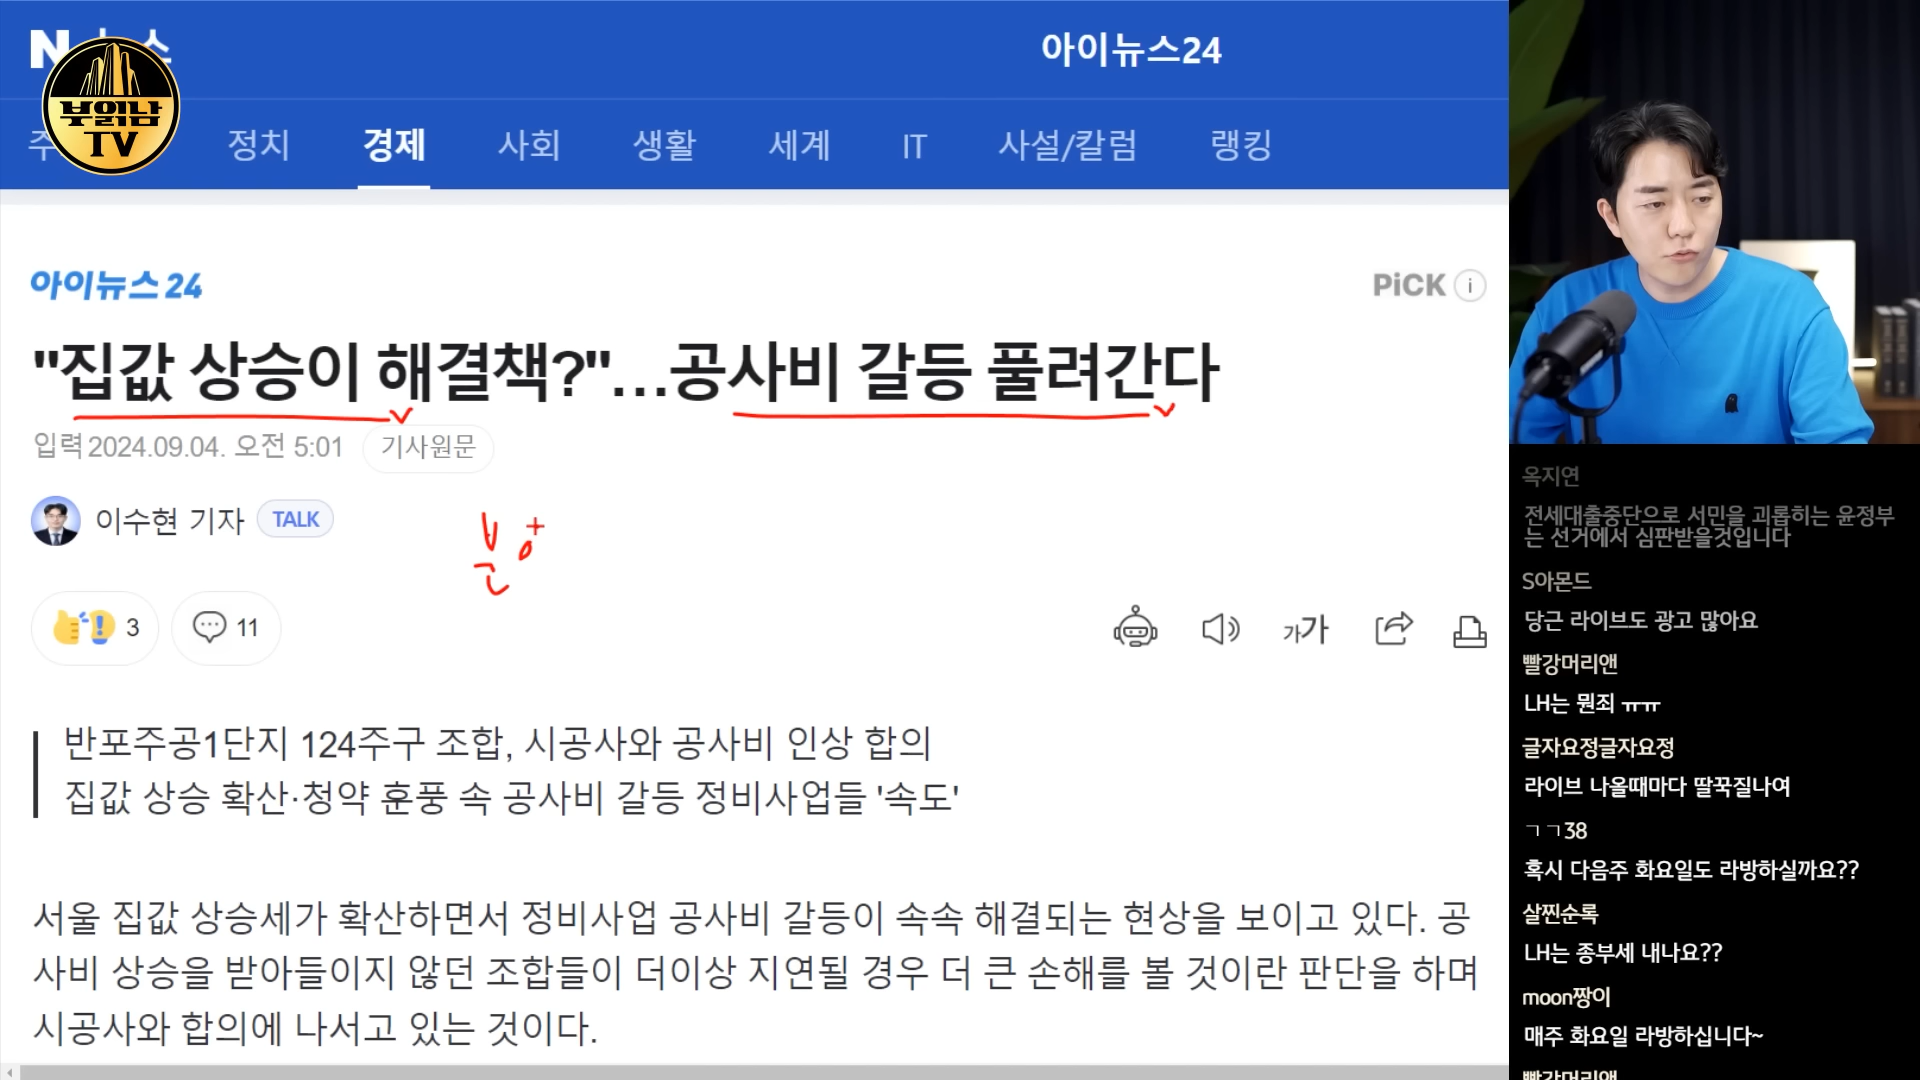 아이뉴스24
부읽남
TV
정치 경제 사회 생활 세계 IT 사설/칼럼 랭킹
아이뉴스24
PiCK
"집값 상승이 해결책?"...공사비 갈등 풀려간다
입력 2024.09.04. 오전 5:01 기사원문
이수현 기자 TALK
3 11
가가
반포주공1단지 124주구 조합, 시공사와 공사비 인상 합의
집값 상승 확산·청약 훈풍 속 공사비 갈등 정비사업들 '속도'
서울 집값 상승세가 확산하면서 정비사업 공사비 갈등이 속속 해결되는 현상을 보이고 있다. 공
사비 상승을 받아들이지 않던 조합들이 더이상 지연될 경우 더 큰 손해를 볼 것이란 판단을 하며
시공사와 합의에 나서고 있는 것이다.
옥지연
전세대출중단으로 서민을 괴롭히는 윤정부
는 선거에서 심판받을것입니다
S아몬드
당근 라이브도 광고 많아요
빨강머리앤
LH는 뭔죄 ㅠㅠ
글자요정글자요정
라이브 나올때마다 딸꾹질나여
ㄱㄱ38
혹시 다음주 화요일도 라방하실까요??
살찐순록
LH는 종부세 내나요??
moon짱이
매주 화요일 라방하십니다~
빨강머리앤